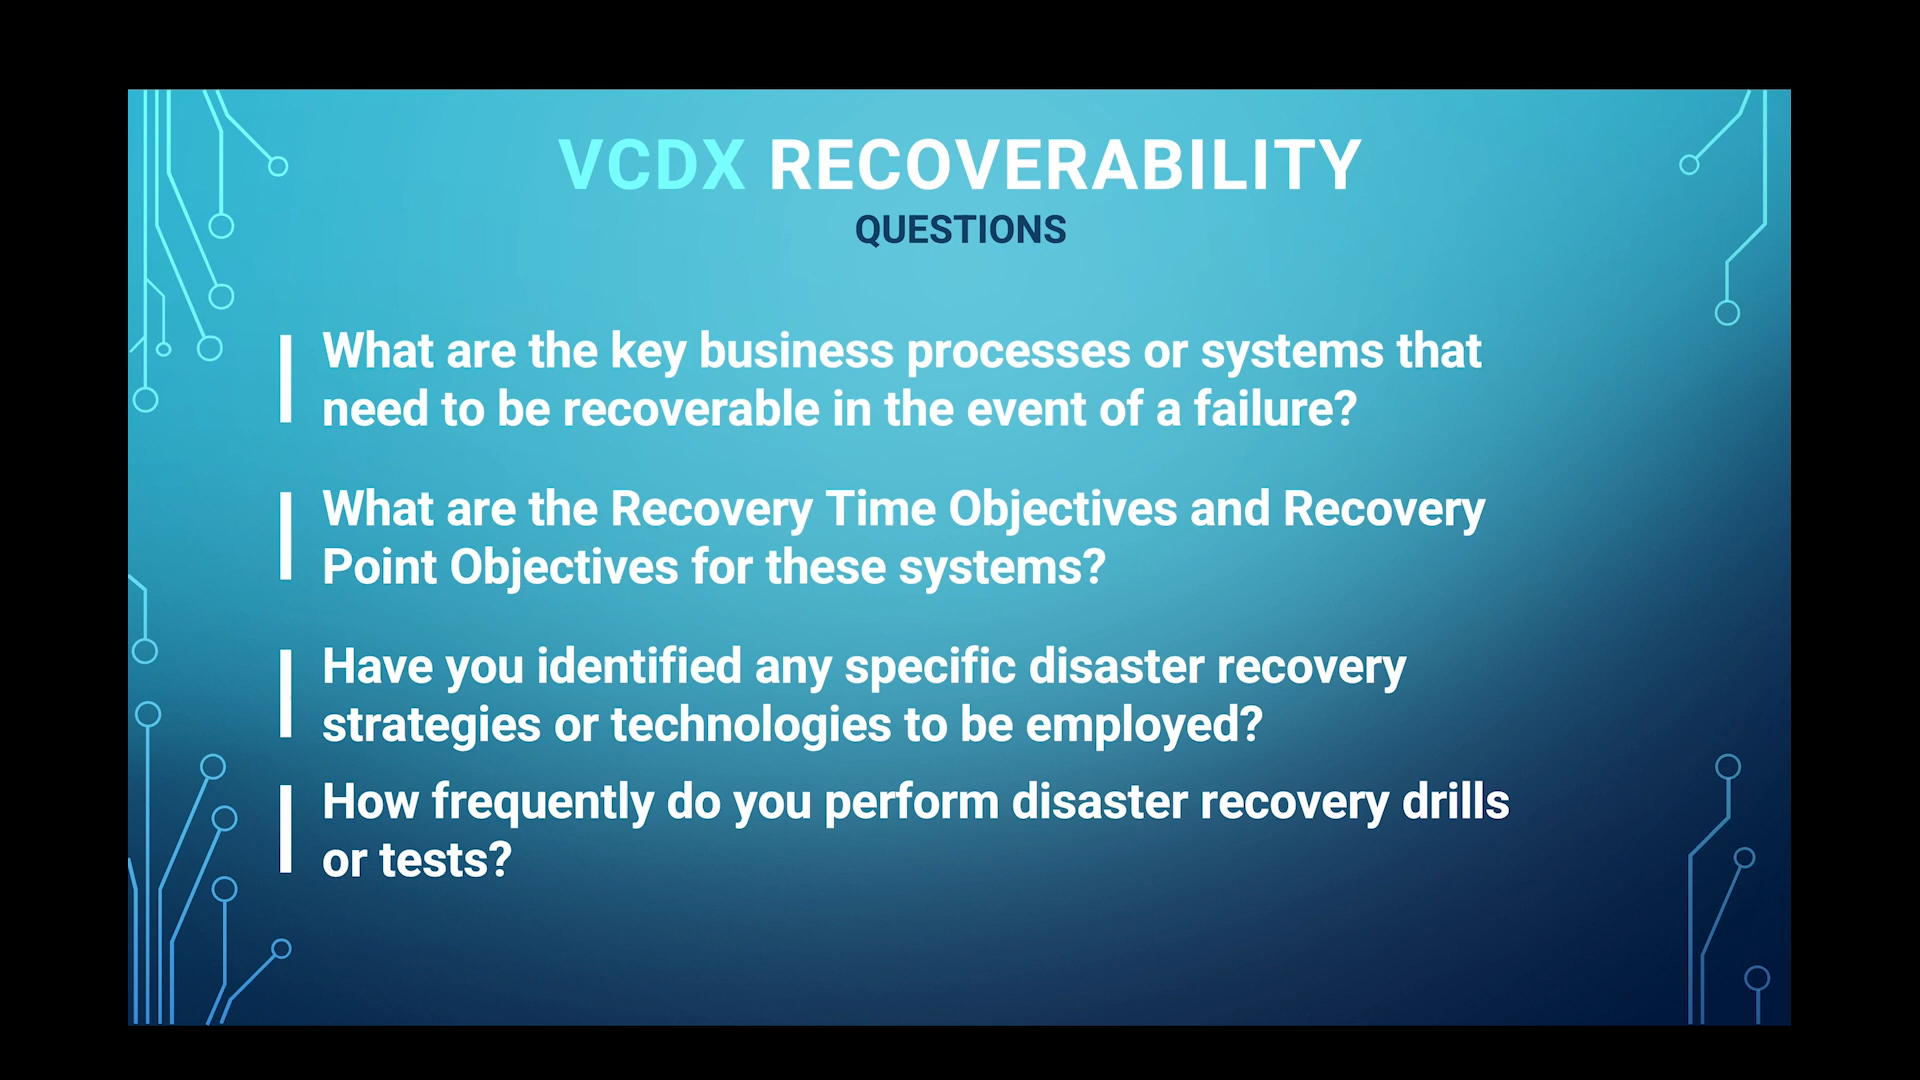 VCDX RECOVERABILITY
QUESTIONS
What are the key business processes or systems that
need to be recoverable in the event of a failure?
What are the Recovery Time Objectives and Recovery
Point Objectives for these systems?
Have you identified any specific disaster recovery
strategies or technologies to be employed?
How frequently do you perform disaster recovery drills
or tests?